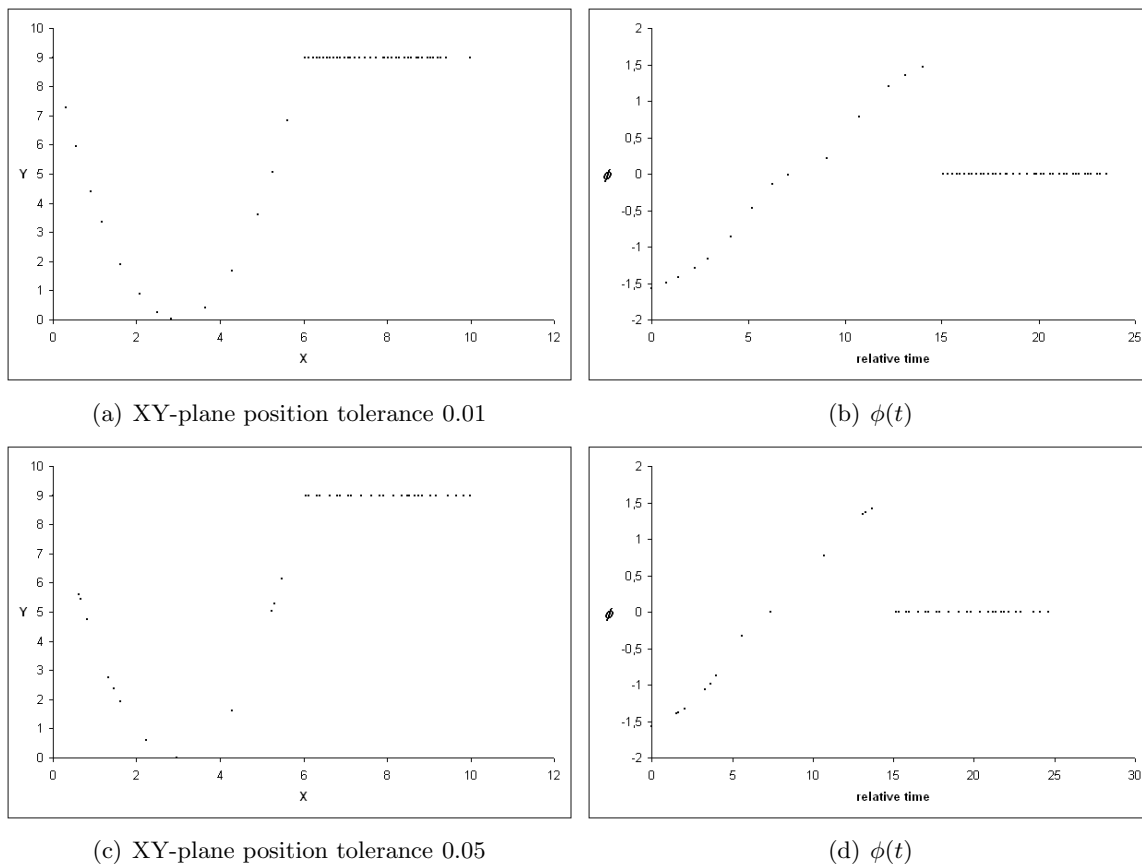 10
9
8
7
6
5
4
3
2
1
0
Y
0 2 4 6 8 10 12
X
2
1,5
1
0,5
0
-0,5
-1
-1,5
-2
ϕ
0 5 10 15 20 25
relative time
(a) XY-plane position tolerance 0.01
(b) ϕ(t)
10
9
8
7
6
5
4
3
2
1
0
Y
0 2 4 6 8 10 12
X
2
1,5
1
0,5
0
-0,5
-1
-1,5
-2
ϕ
0 5 10 15 20 25 30
relative time
(c) XY-plane position tolerance 0.05
(d) ϕ(t)